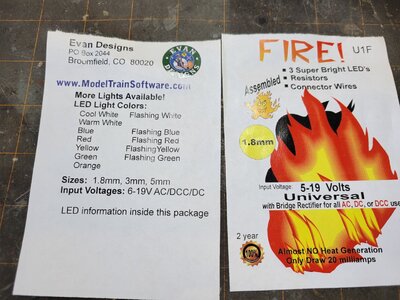 Evan Designs
PO Box 2044
Broomfield, CO 80020
EVAN
DESIGNS
www.ModelTrainSoftware.com
More Lights Available!
LED Light Colors:
Cool White Flashing White
Warm White
Blue Flashing Blue
Red Flashing Red
Yellow FlashingYellow
Green Flashing Green
Orange
Sizes: 1.8mm, 3mm, 5mm
Input Voltages: 6-19V AC/DCC/DC
LED information inside this package
FIRE! U1F
3 Super Bright LED's
Resistors
Connector Wires
Assembled
1.8mm
Input Voltage: 5-19 Volts
Universal
with Bridge Rectifier for all AC, DC, or DCC use
2 year
Almost NO Heat Generation
Only Draw 20 milliamps